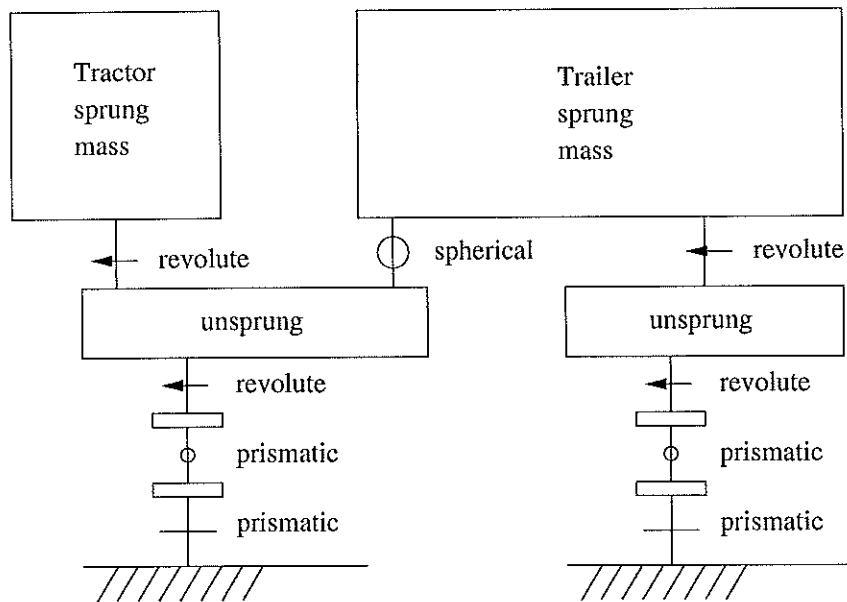 Tractor
sprung
mass
Trailer
sprung
mass
revolute
spherical
revolute
unsprung
unsprung
revolute
revolute
prismatic
prismatic
prismatic
prismatic